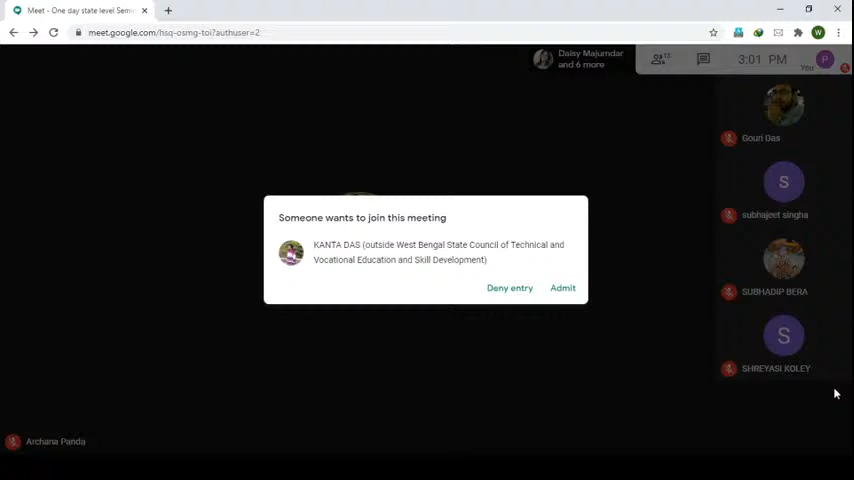 Meet - One day state level Semi
meet.google.com/hsq-osmg-toi?authuser=2
W
Daisy Majumdar
and 6 more
13
3:01 PM
You
P
Gouri Das
S
subhajeet singha
SUBHADIP BERA
S
SHREYASI KOLEY
Someone wants to join this meeting
KANTA DAS (outside West Bengal State Council of Technical and
Vocational Education and Skill Development)
Deny entry
Admit
Archana Panda